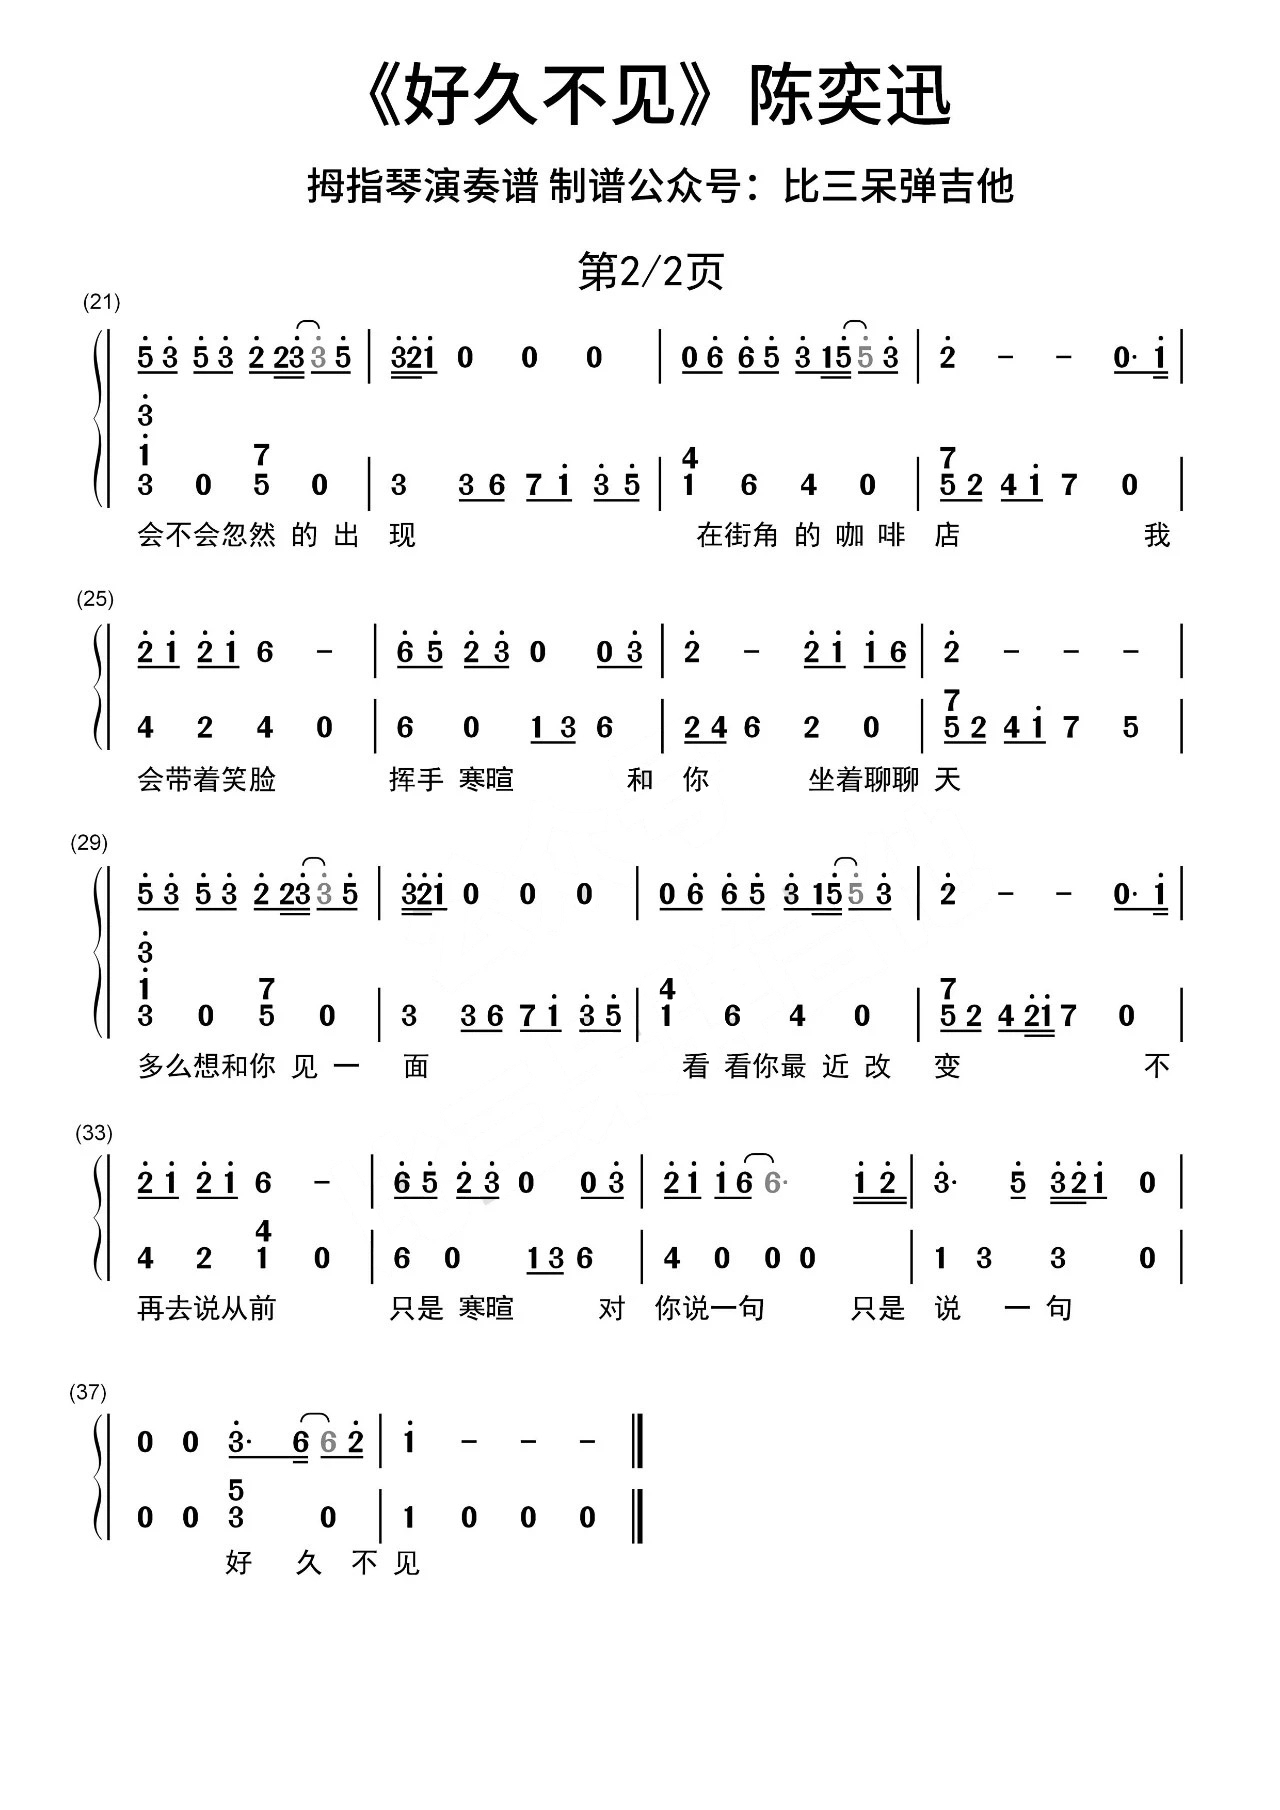 《好久不见》陈奕迅
拇指琴演奏谱 制谱公众号：比三呆弹吉他
第2/2页
(21)
5 3 5 3 2 23 3 5 | 321 0 0 0 | 0 6 6 5 3 15 5 3 | 2 - - 0· 1 |
3
1 7 4 7
3 0 5 0 | 3 3 6 7 1 3 5 | 1 6 4 0 | 5 2 4 1 7 0 |
会不会忽然 的 出 现 在街角 的 咖 啡 店 我
(25)
2 1 2 1 6 - | 6 5 2 3 0 0 3 | 2 - 2 1 1 6 | 2 - - - |
7
4 2 4 0 | 6 0 1 3 6 | 2 4 6 2 0 | 5 2 4 1 7 5 |
会带着笑脸 挥手 寒暄 和 你 坐着聊聊 天
(29)
5 3 5 3 2 23 3 5 | 321 0 0 0 | 0 6 6 5 3 15 5 3 | 2 - - 0· 1 |
3
1 7 4 7
3 0 5 0 | 3 3 6 7 1 3 5 | 1 6 4 0 | 5 2 4 21 7 0 |
多么想和你 见 一 面 看 看你最 近 改 变 不
(33)
2 1 2 1 6 - | 6 5 2 3 0 0 3 | 2 1 1 6 6· 1 2 | 3· 5 321 0 |
4
4 2 1 0 | 6 0 1 3 6 | 4 0 0 0 | 1 3 3 0 |
再去说从前 只是 寒暄 对 你说一句 只是 说 一 句
(37)
0 0 3· 6 6 2 | 1 - - -
5
0 0 3 0 | 1 0 0 0
好 久 不 见